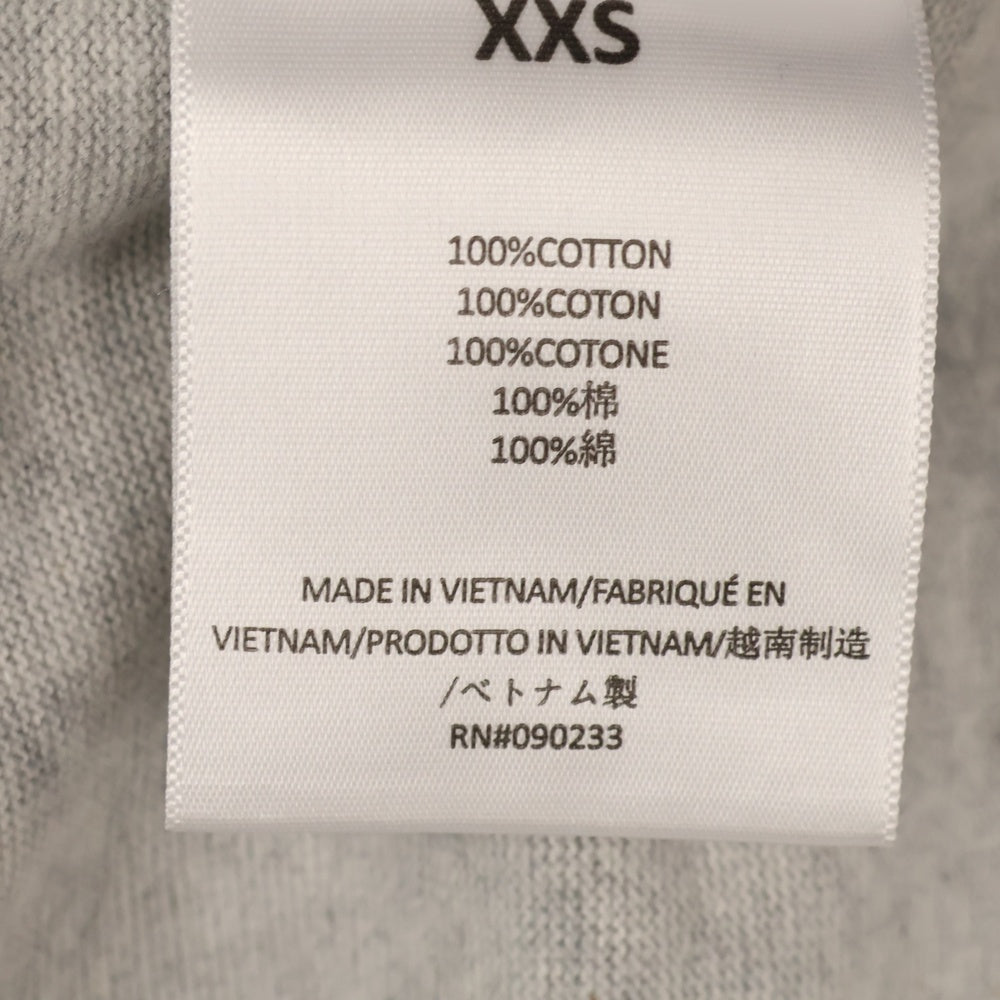 XXS
100%COTTON
100%COTON
100%COTONE
100%棉
100%綿
MADE IN VIETNAM/FABRIQUÉ EN
VIETNAM/PRODOTTO IN VIETNAM/越南制造
/ベトナム製
RN#090233